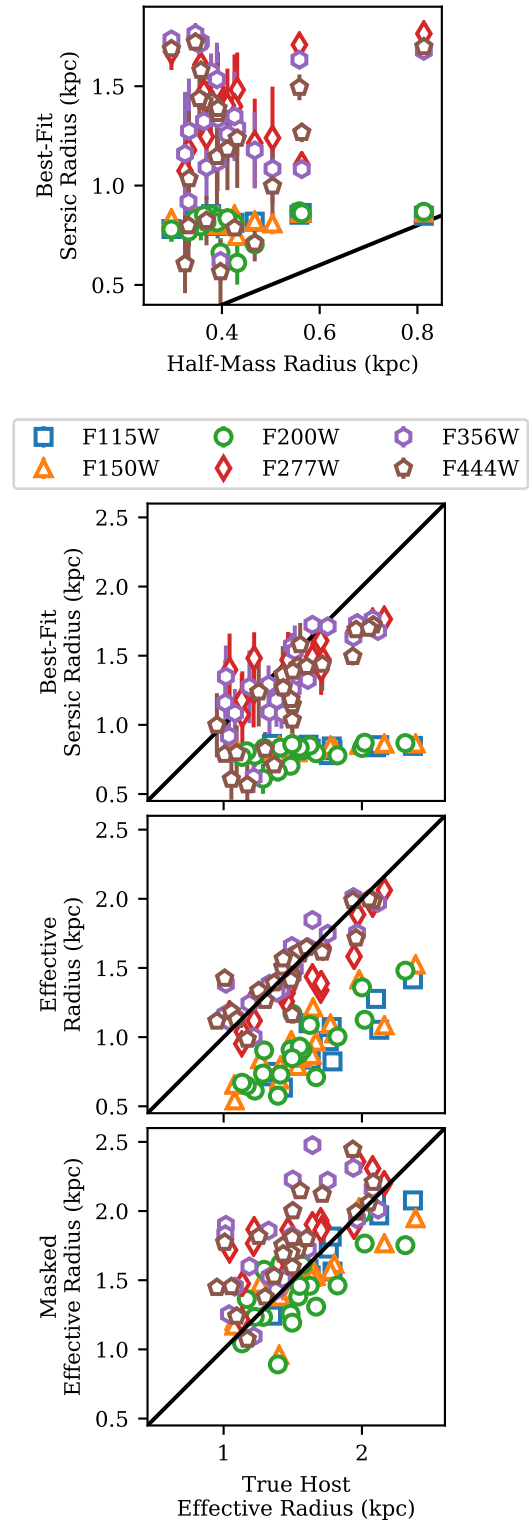 Best-Fit
Sersic Radius (kpc)
1.5
1.0
0.5
0.4
0.6
0.8
Half-Mass Radius (kpc)
F115W
F200W
F356W
F150W
F277W
F444W
Best-Fit
Sersic Radius (kpc)
2.5
2.0
1.5
1.0
0.5
Effective
Radius (kpc)
2.5
2.0
1.5
1.0
0.5
Masked
Effective Radius (kpc)
2.5
2.0
1.5
1.0
0.5
1
2
True Host
Effective Radius (kpc)